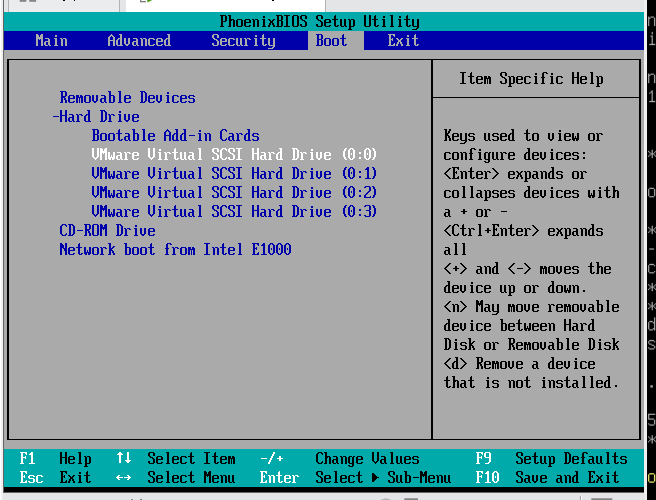 PhoenixBIOS Setup Utility
Main Advanced Security Boot Exit
Removable Devices
-Hard Drive
Bootable Add-in Cards
VMware Virtual SCSI Hard Drive (0:0)
VMware Virtual SCSI Hard Drive (0:1)
VMware Virtual SCSI Hard Drive (0:2)
VMware Virtual SCSI Hard Drive (0:3)
CD-ROM Drive
Network boot from Intel E1000
Item Specific Help
Keys used to view or
configure devices:
<Enter> expands or
collapses devices with
a + or -
<Ctrl+Enter> expands
all
<+> and <-> moves the
device up or down.
<n> May move removable
device between Hard
Disk or Removable Disk
<d> Remove a device
that is not installed.
F1 Help ↑↓ Select Item -/+ Change Values F9 Setup Defaults
Esc Exit ↔ Select Menu Enter Select ▶ Sub-Menu F10 Save and Exit